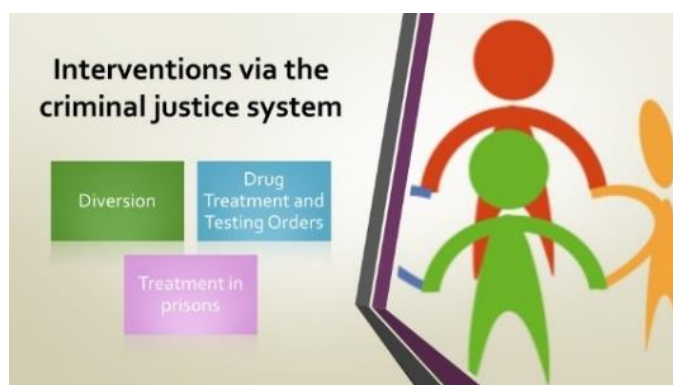 Interventions via the
criminal justice system
Diversion
Drug
Treatment and
Testing Orders
Treatment in
prisons